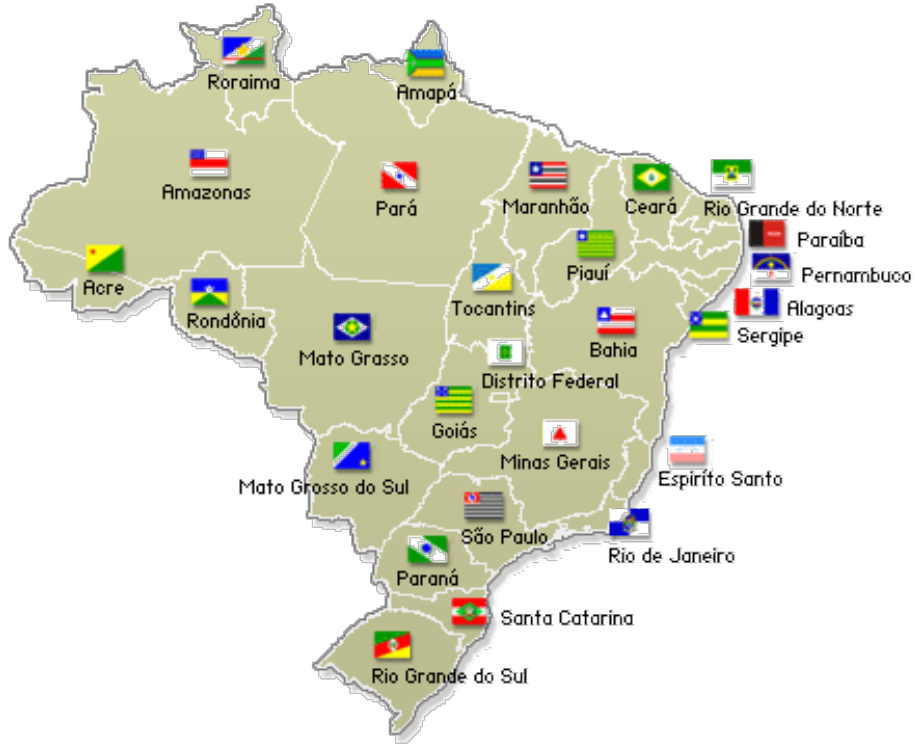 Roraima
Amapá
Amazonas
Pará
Maranhão
Ceará
Rio Grande do Norte
Paraíba
Piauí
Pernambuco
Acre
Rondônia
Tocantins
Alagoas
Sergipe
Mato Grasso
Bahia
Distrito Federal
Goiás
Minas Gerais
Espiríto Santo
Mato Grosso do Sul
São Paulo
Rio de Janeiro
Paraná
Santa Catarina
Rio Grande do Sul